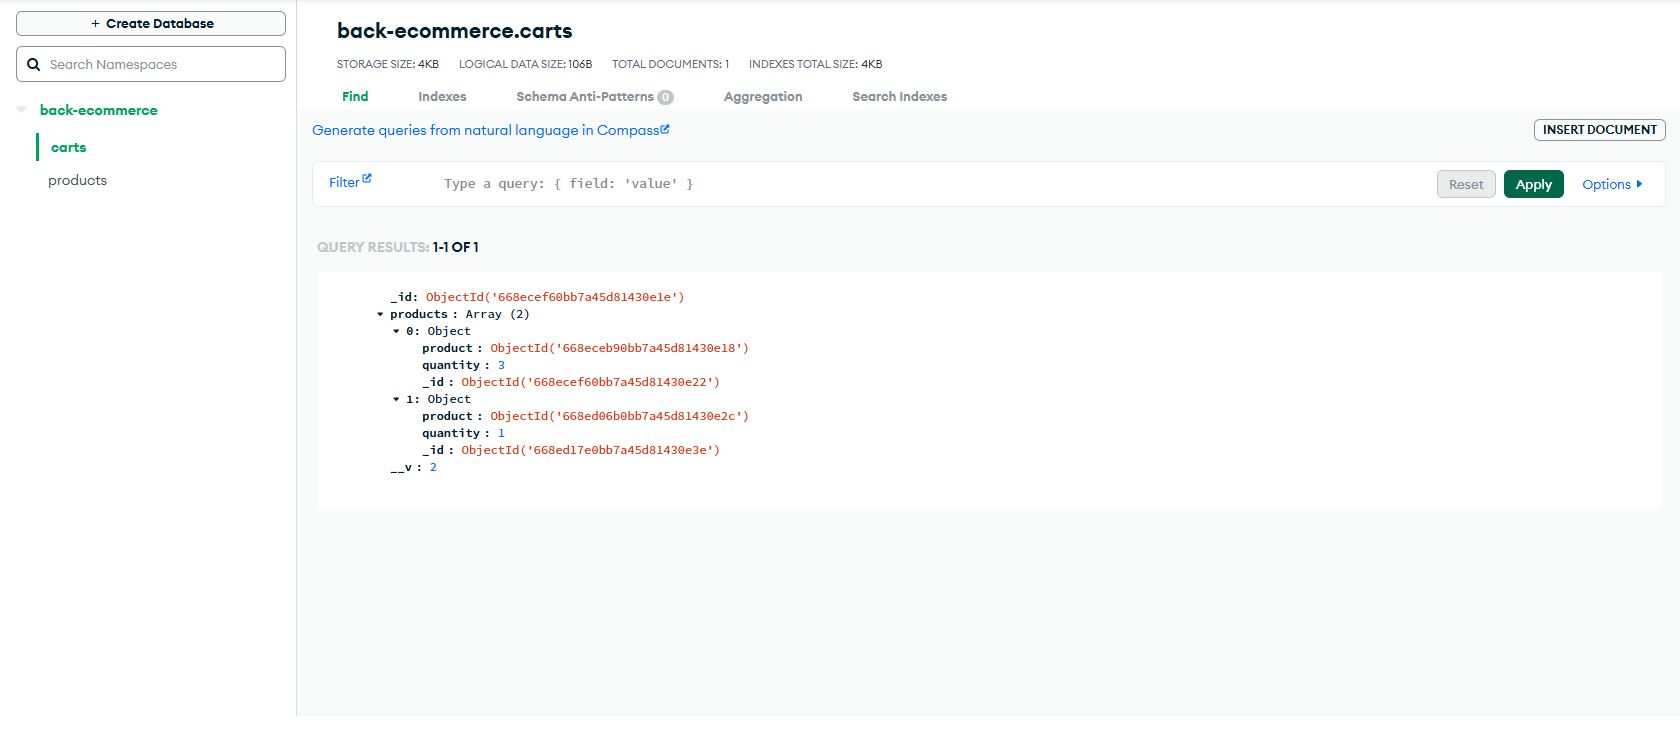 + Create Database
Search Namespaces
back-ecommerce
carts
products
back-ecommerce.carts
STORAGE SIZE: 4KB LOGICAL DATA SIZE: 106B TOTAL DOCUMENTS: 1 INDEXES TOTAL SIZE: 4KB
Find Indexes Schema Anti-Patterns 0 Aggregation Search Indexes
Generate queries from natural language in Compass
INSERT DOCUMENT
Filter Type a query: { field: 'value' } Reset Apply Options
QUERY RESULTS: 1-1 OF 1
_id: ObjectId('668ecef60bb7a45d81430e1e')
products : Array (2)
0: Object
product : ObjectId('668eceb90bb7a45d81430e18')
quantity : 3
_id : ObjectId('668ecef60bb7a45d81430e22')
1: Object
product : ObjectId('668ed06b0bb7a45d81430e2c')
quantity : 1
_id : ObjectId('668ed17e0bb7a45d81430e3e')
__v : 2